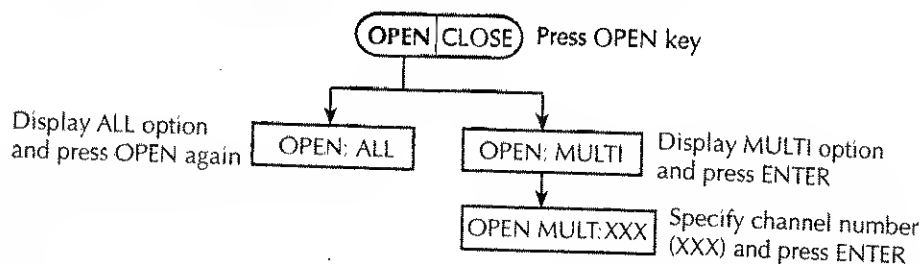 OPEN CLOSE Press OPEN key
Display ALL option
and press OPEN again
OPEN: ALL
OPEN: MULTI
Display MULTI option
and press ENTER
OPEN MULT:XXX
Specify channel number
(XXX) and press ENTER